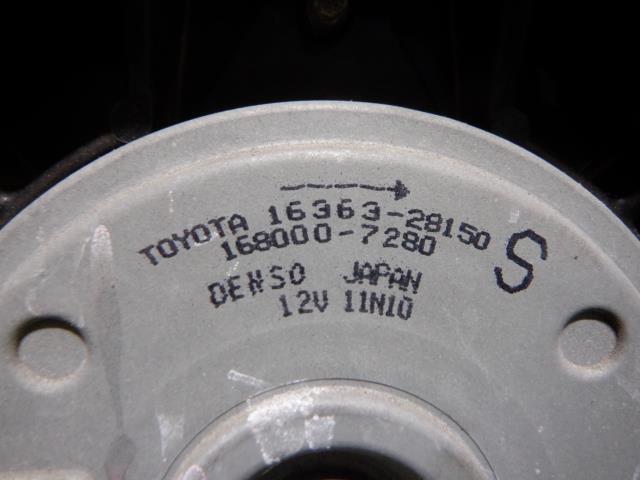 TOYOTA 16363-28150
168000-7280
S
DENSO JAPAN
12V 11N10